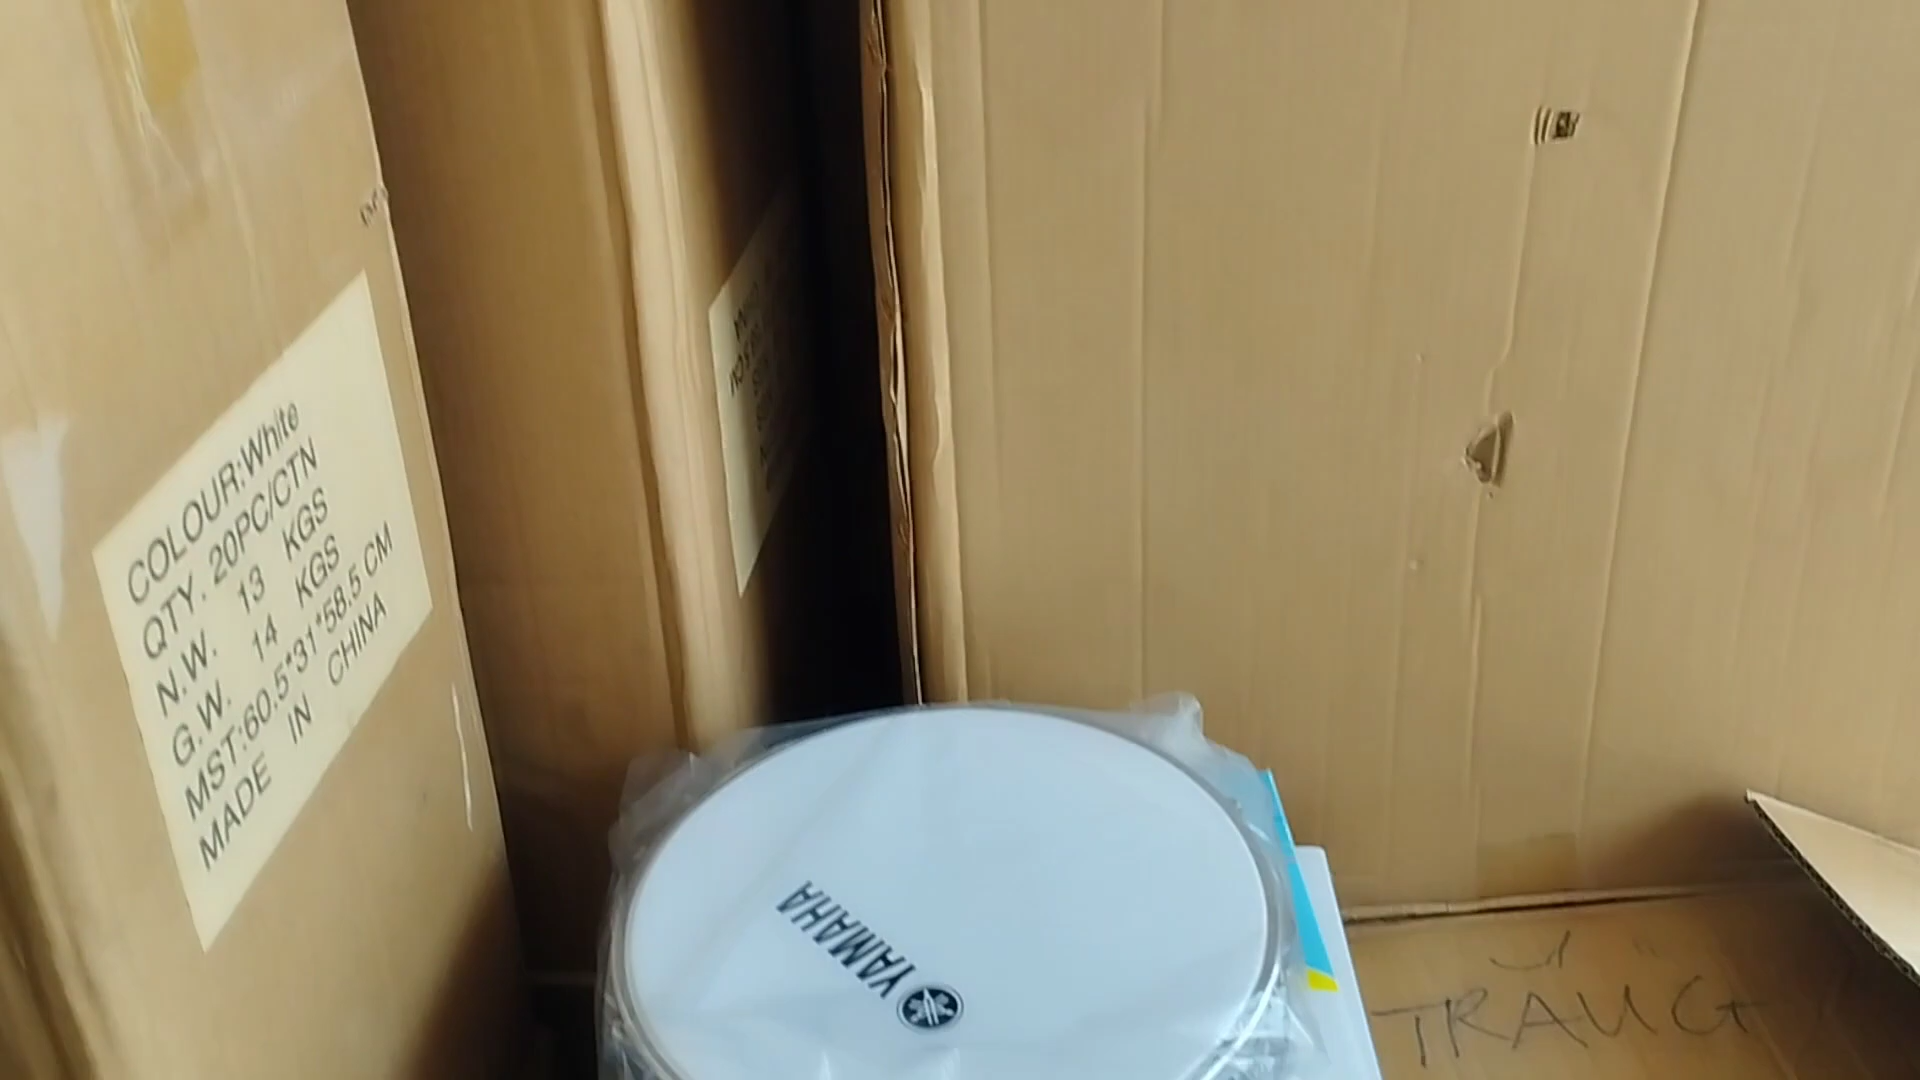 COLOUR:White
QTY. 20PC/CTN
N.W. 13 KGS
G.W. 14 KGS
MST:60.5*31*58.5 CM
MADE IN CHINA
YAMAHA